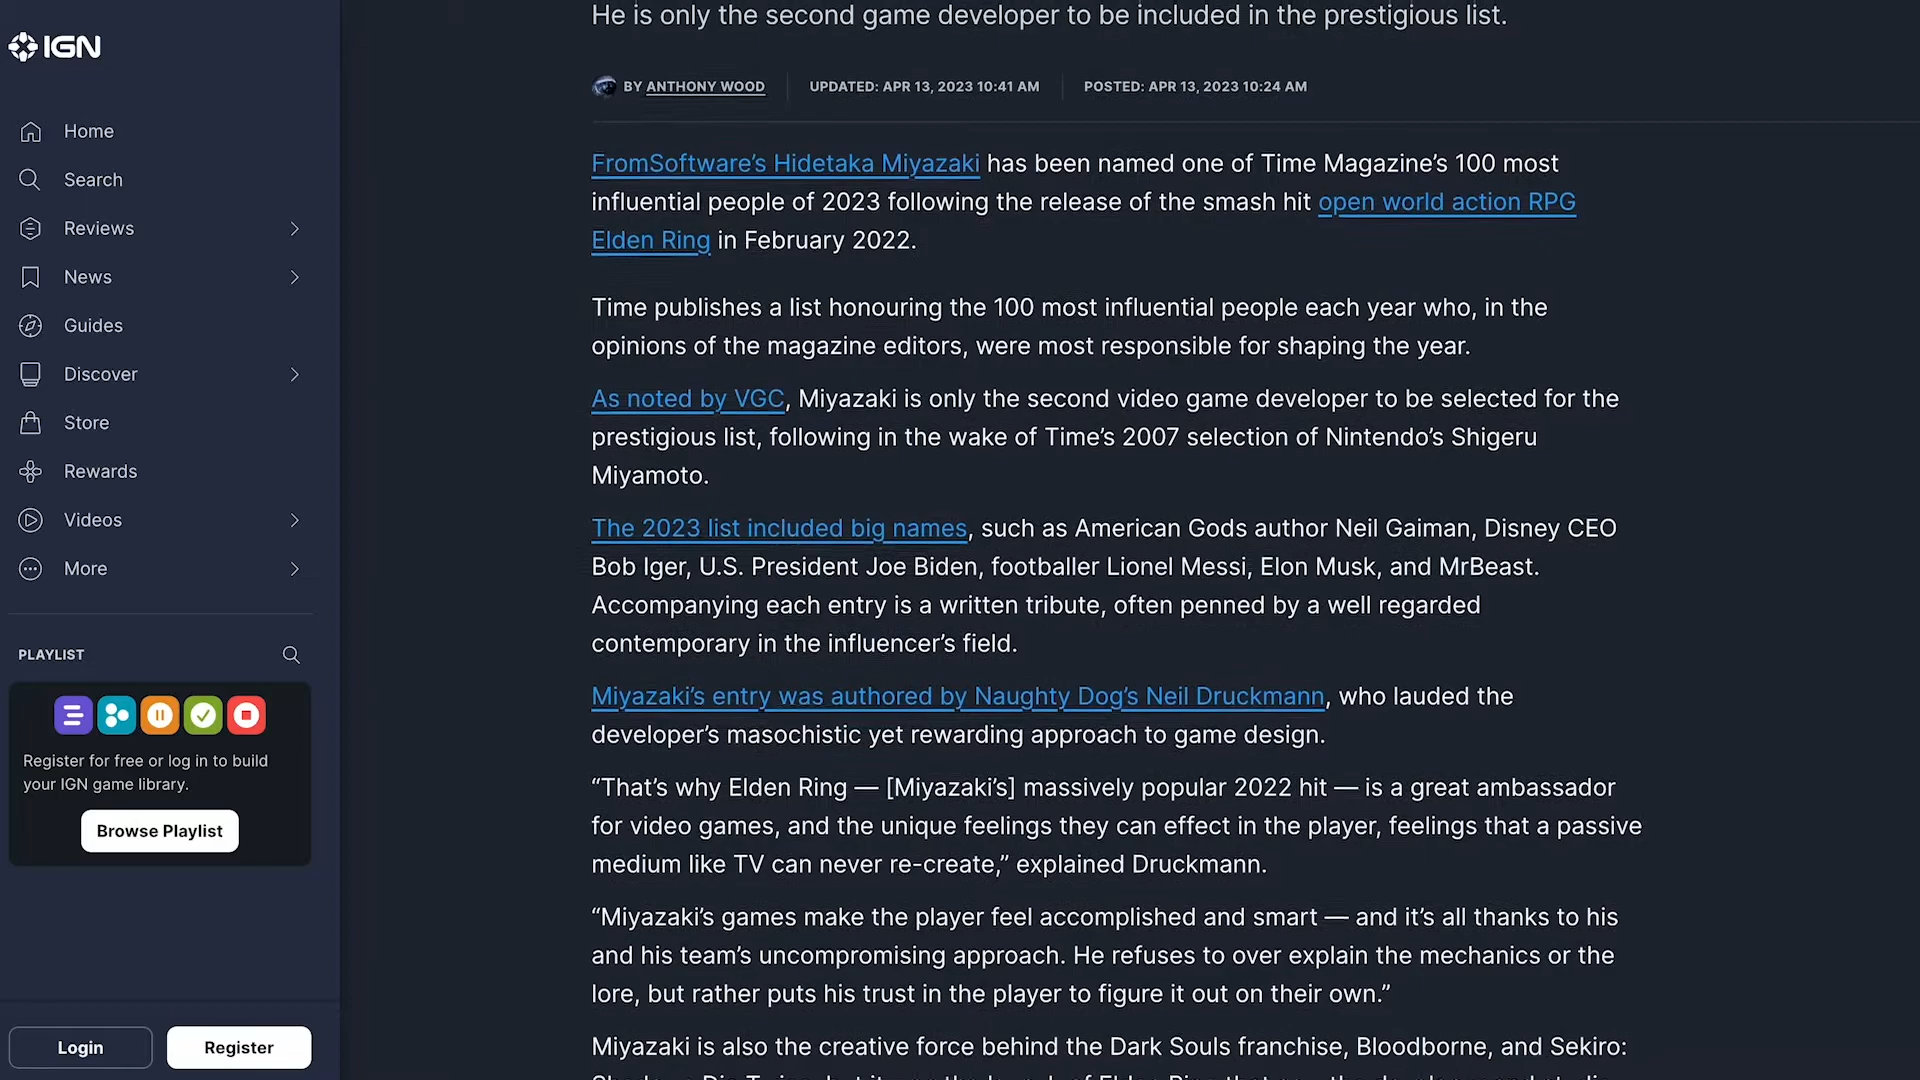 IGN
Home
Search
Reviews
News
Guides
Discover
Store
Rewards
Videos
More
PLAYLIST
Register for free or log in to build
your IGN game library.
Browse Playlist
Login
Register
He is only the second game developer to be included in the prestigious list.
BY ANTHONY WOOD
UPDATED: APR 13, 2023 10:41 AM
POSTED: APR 13, 2023 10:24 AM
FromSoftware’s Hidetaka Miyazaki has been named one of Time Magazine’s 100 most
influential people of 2023 following the release of the smash hit open world action RPG
Elden Ring in February 2022.
Time publishes a list honouring the 100 most influential people each year who, in the
opinions of the magazine editors, were most responsible for shaping the year.
As noted by VGC, Miyazaki is only the second video game developer to be selected for the
prestigious list, following in the wake of Time’s 2007 selection of Nintendo’s Shigeru
Miyamoto.
The 2023 list included big names, such as American Gods author Neil Gaiman, Disney CEO
Bob Iger, U.S. President Joe Biden, footballer Lionel Messi, Elon Musk, and MrBeast.
Accompanying each entry is a written tribute, often penned by a well regarded
contemporary in the influencer’s field.
Miyazaki’s entry was authored by Naughty Dog’s Neil Druckmann, who lauded the
developer’s masochistic yet rewarding approach to game design.
“That’s why Elden Ring — [Miyazaki’s] massively popular 2022 hit — is a great ambassador
for video games, and the unique feelings they can effect in the player, feelings that a passive
medium like TV can never re-create,” explained Druckmann.
“Miyazaki’s games make the player feel accomplished and smart — and it’s all thanks to his
and his team’s uncompromising approach. He refuses to over explain the mechanics or the
lore, but rather puts his trust in the player to figure it out on their own.”
Miyazaki is also the creative force behind the Dark Souls franchise, Bloodborne, and Sekiro: